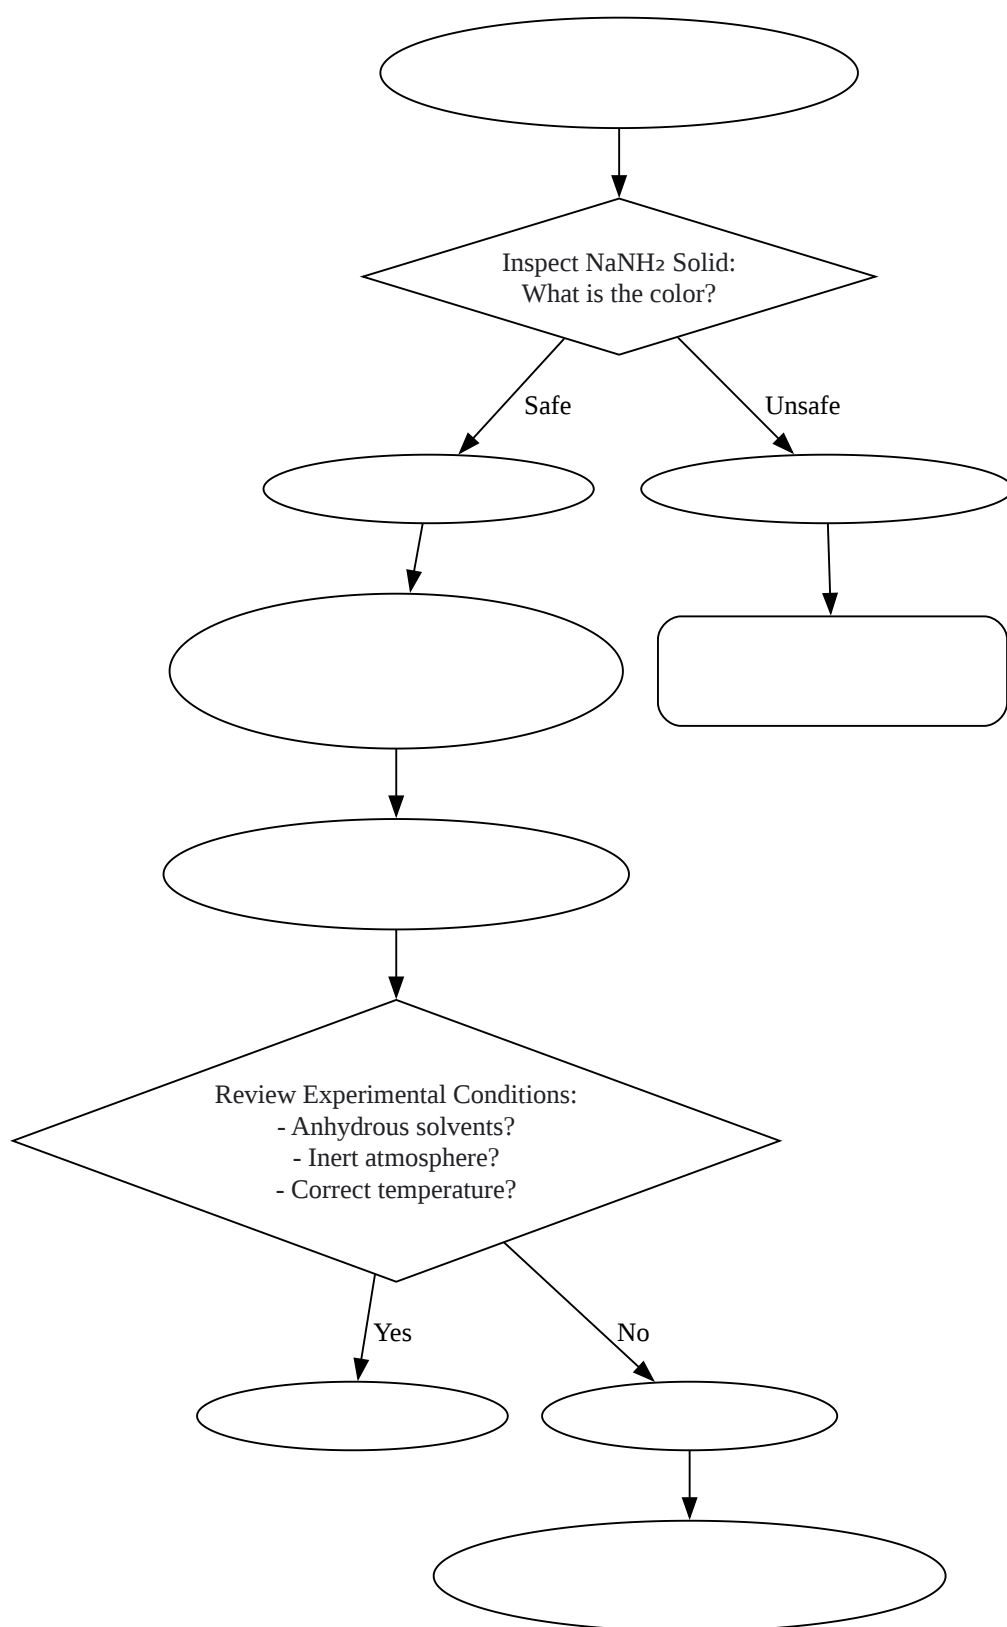 Inspect NaNH₂ Solid:
What is the color?
Safe
Unsafe
Review Experimental Conditions:
- Anhydrous solvents?
- Inert atmosphere?
- Correct temperature?
Yes
No